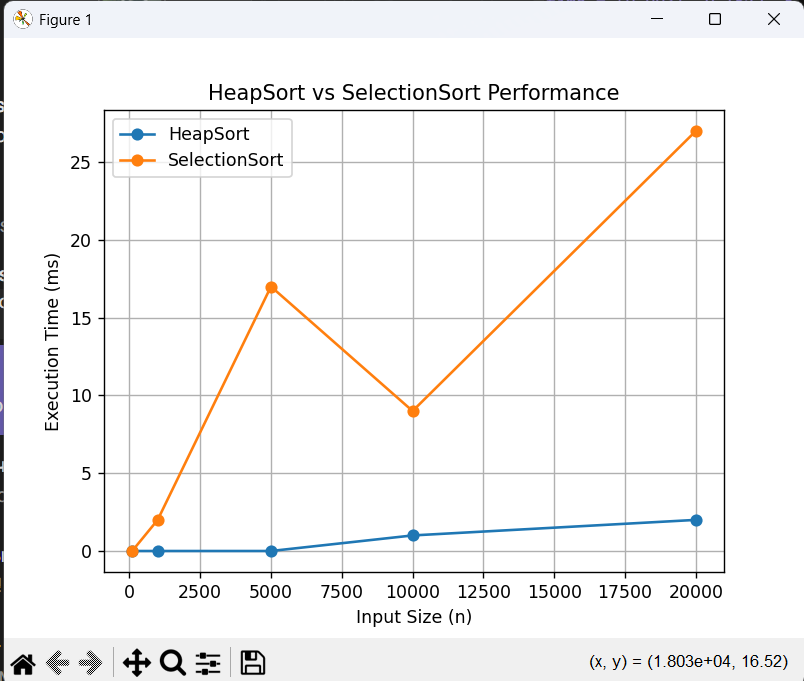 Figure 1
HeapSort vs SelectionSort Performance
HeapSort
SelectionSort
Execution Time (ms)
25
20
15
10
5
0
0 2500 5000 7500 10000 12500 15000 17500 20000
Input Size (n)
(x, y) = (1.803e+04, 16.52)